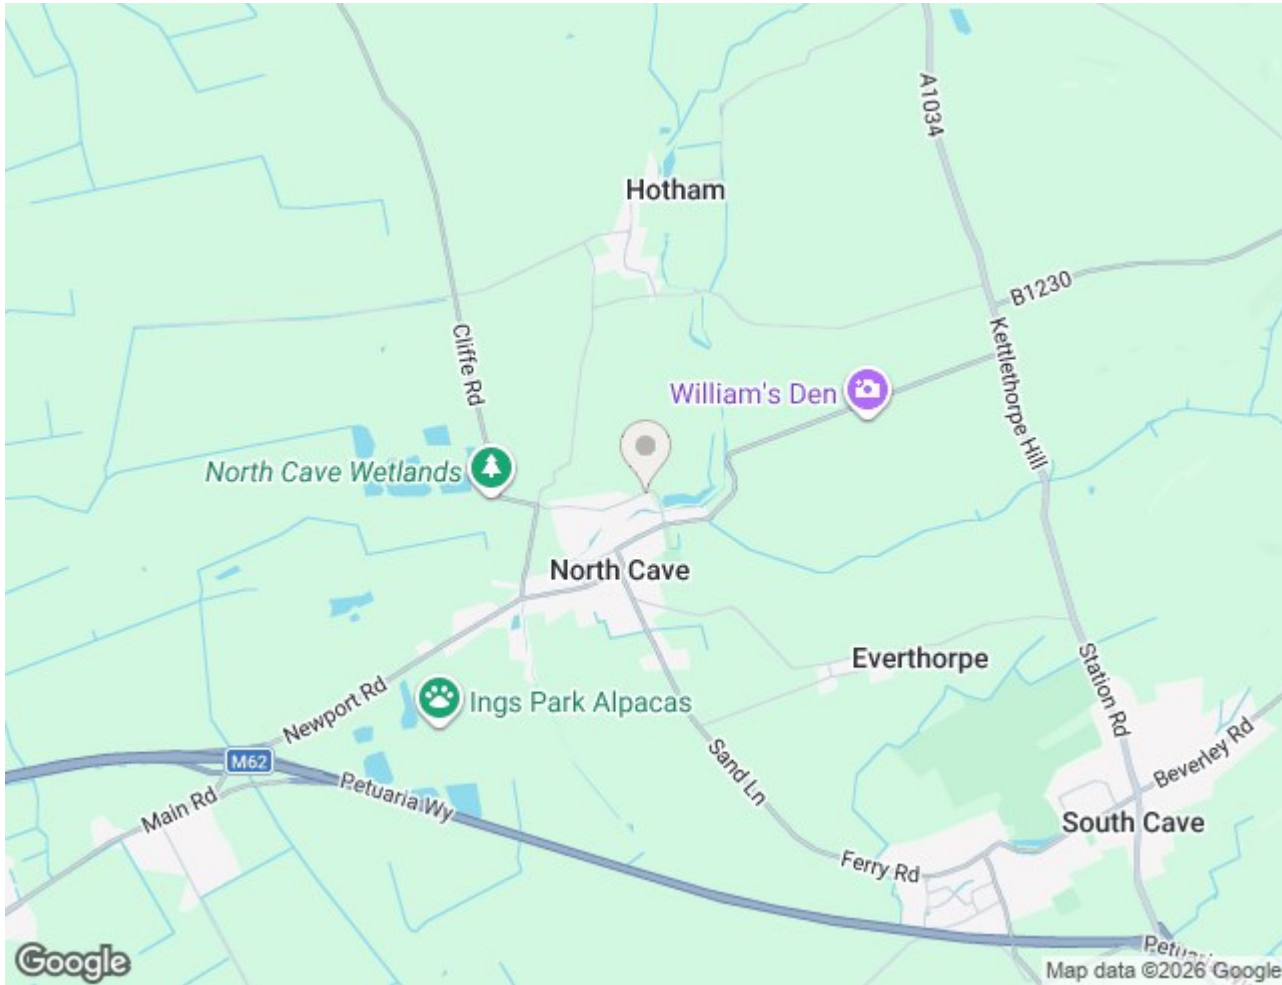 A1034
Hotham
B1230
Cliffe Rd
Kettlethorpe Hill
William's Den
North Cave Wetlands
North Cave
Everthorpe
Station Rd
Newport Rd
Ings Park Alpacas
Sand Ln
Beverley Rd
M62
Petuaria Wy
Main Rd
South Cave
Ferry Rd
Petuaria Wy
Google
Map data ©2026 Google